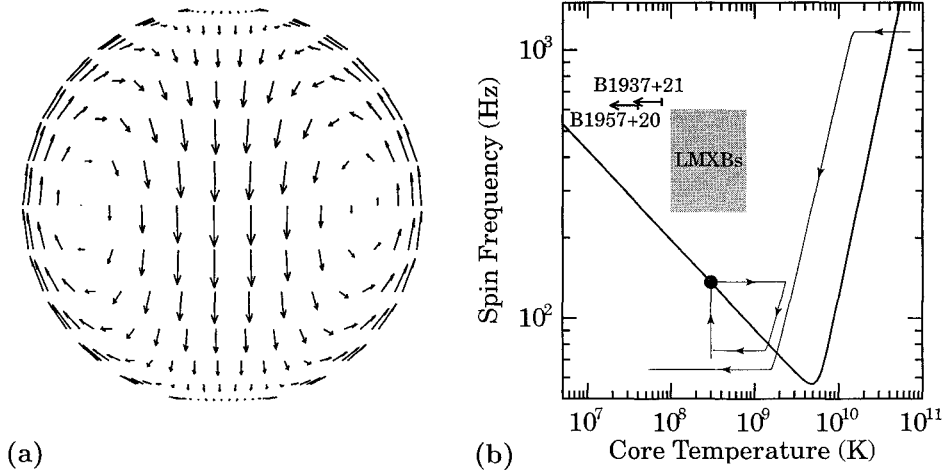 (a)
Spin Frequency (Hz)
10³
10²
B1937+21
B1957+20
LMXBs
10⁷ 10⁸ 10⁹ 10¹⁰ 10¹¹
(b) Core Temperature (K)